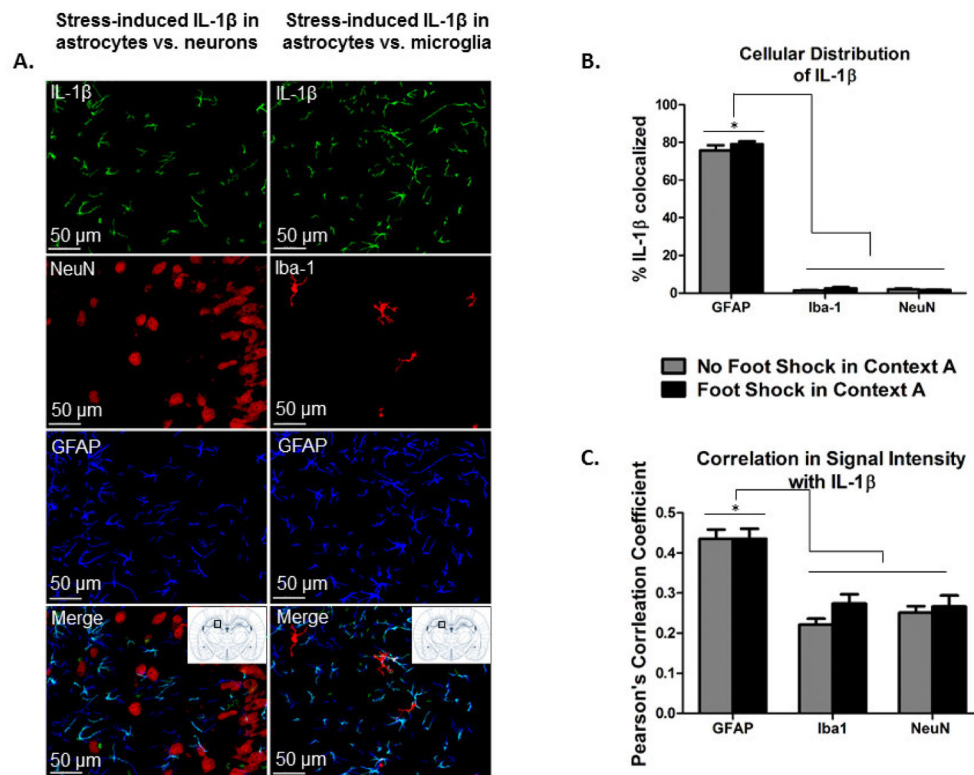 Stress-induced IL-1β in
astrocytes vs. neurons
Stress-induced IL-1β in
astrocytes vs. microglia
A.
IL-1β
50 µm
IL-1β
50 µm
NeuN
50 µm
Iba-1
50 µm
GFAP
50 µm
GFAP
50 µm
Merge
50 µm
Merge
50 µm
B.
Cellular Distribution
of IL-1β
% IL-1β colocalized
100
80
60
40
20
0
*
GFAP
Iba-1
NeuN
No Foot Shock in Context A
Foot Shock in Context A
C.
Correlation in Signal Intensity
with IL-1β
Pearson's Corrleation Coefficient
0.5
0.4
0.3
0.2
0.1
0.0
*
GFAP
Iba1
NeuN